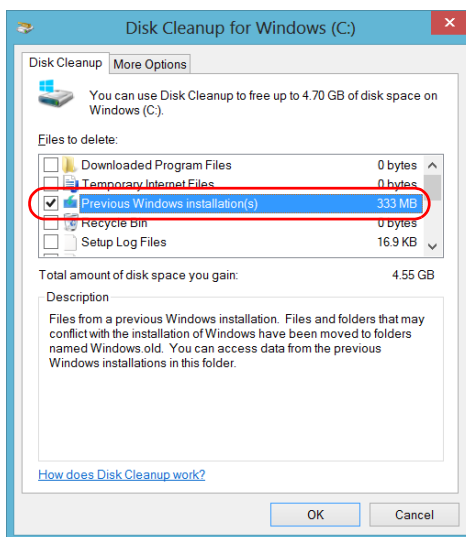 Disk Cleanup for Windows (C:)
Disk Cleanup
More Options
You can use Disk Cleanup to free up to 4.70 GB of disk space on
Windows (C:).
Files to delete:
Downloaded Program Files 0 bytes
Temporary Internet Files 0 bytes
Previous Windows installation(s) 333 MB
Recycle Bin 0 bytes
Setup Log Files 16.9 KB
Total amount of disk space you gain: 4.55 GB
Description
Files from a previous Windows installation. Files and folders that may
conflict with the installation of Windows have been moved to folders
named Windows.old. You can access data from the previous
Windows installations in this folder.
How does Disk Cleanup work?
OK
Cancel